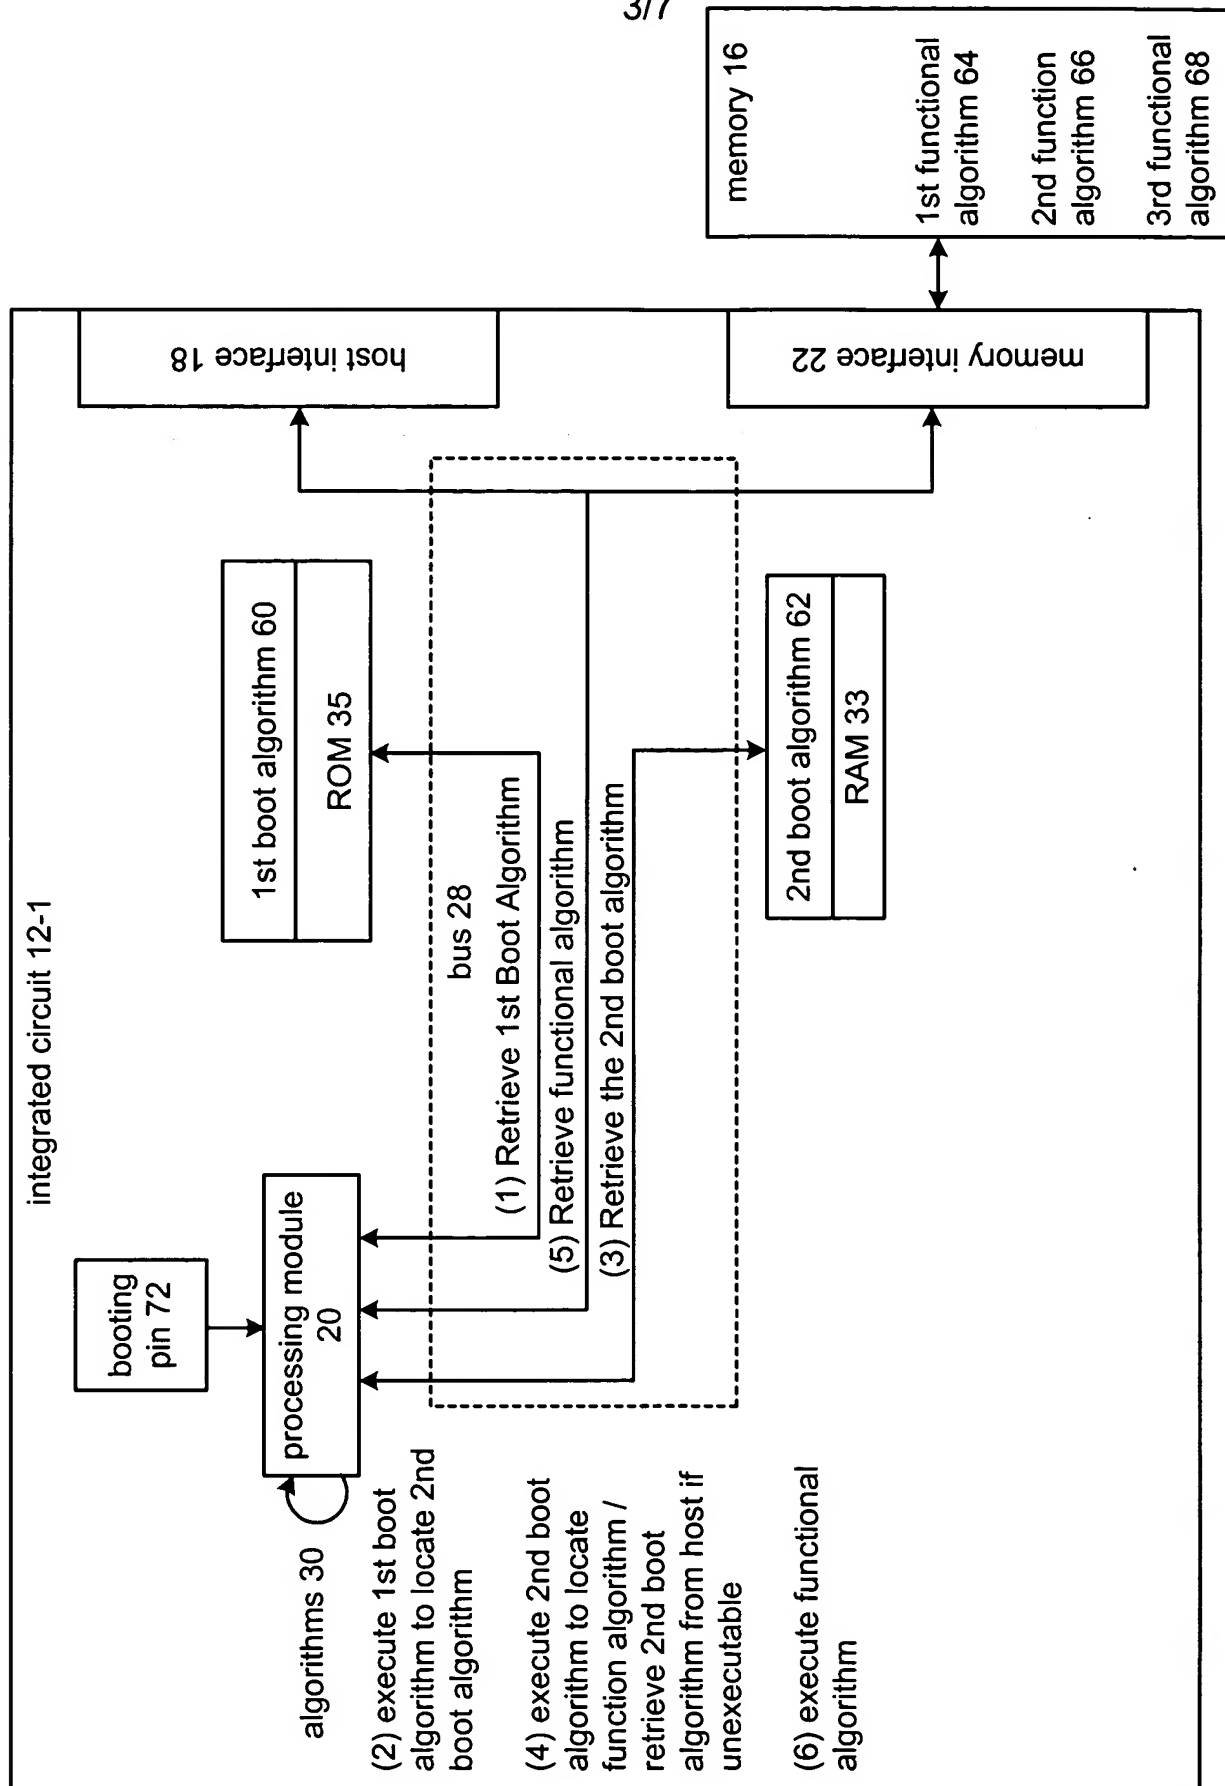 3/7
integrated circuit 12-1
booting
pin 72
processing module
20
algorithms 30
(2) execute 1st boot
algorithm to locate 2nd
boot algorithm
(4) execute 2nd boot
algorithm to locate
function algorithm /
retrieve 2nd boot
algorithm from host if
unexecutable
(6) execute functional
algorithm
1st boot algorithm 60
ROM 35
bus 28
(1) Retrieve 1st Boot Algorithm
(5) Retrieve functional algorithm
(3) Retrieve the 2nd boot algorithm
2nd boot algorithm 62
RAM 33
host interface 18
memory interface 22
memory 16
1st functional
algorithm 64
2nd function
algorithm 66
3rd functional
algorithm 68